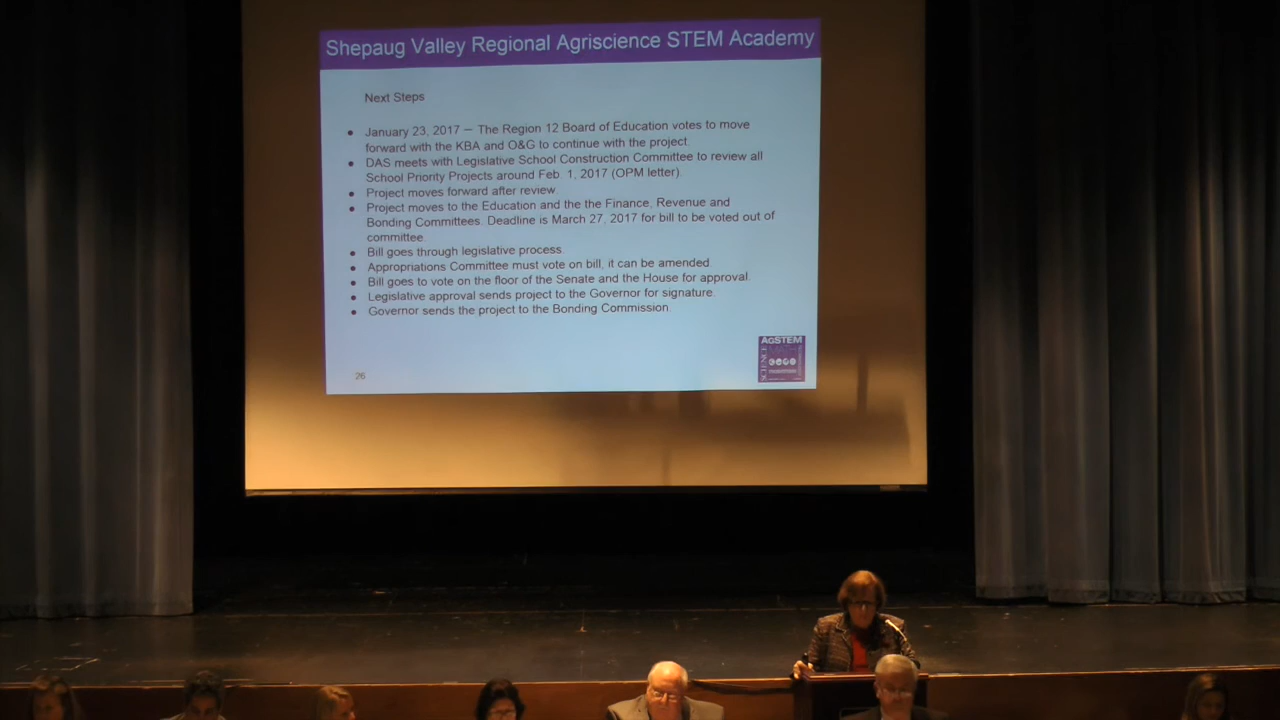 Shepaug Valley Regional Agriscience STEM Academy
Next Steps
● January 23, 2017 — The Region 12 Board of Education votes to move
forward with the KBA and O&G to continue with the project.
● DAS meets with Legislative School Construction Committee to review all
School Priority Projects around Feb. 1, 2017 (OPM letter).
● Project moves forward after review.
● Project moves to the Education and the the Finance, Revenue and
Bonding Committees. Deadline is March 27, 2017 for bill to be voted out of
committee.
● Bill goes through legislative process.
● Appropriations Committee must vote on bill, it can be amended.
● Bill goes to vote on the floor of the Senate and the House for approval.
● Legislative approval sends project to the Governor for signature.
● Governor sends the project to the Bonding Commission.
AGSTEM
SCIENCE
MATH
26